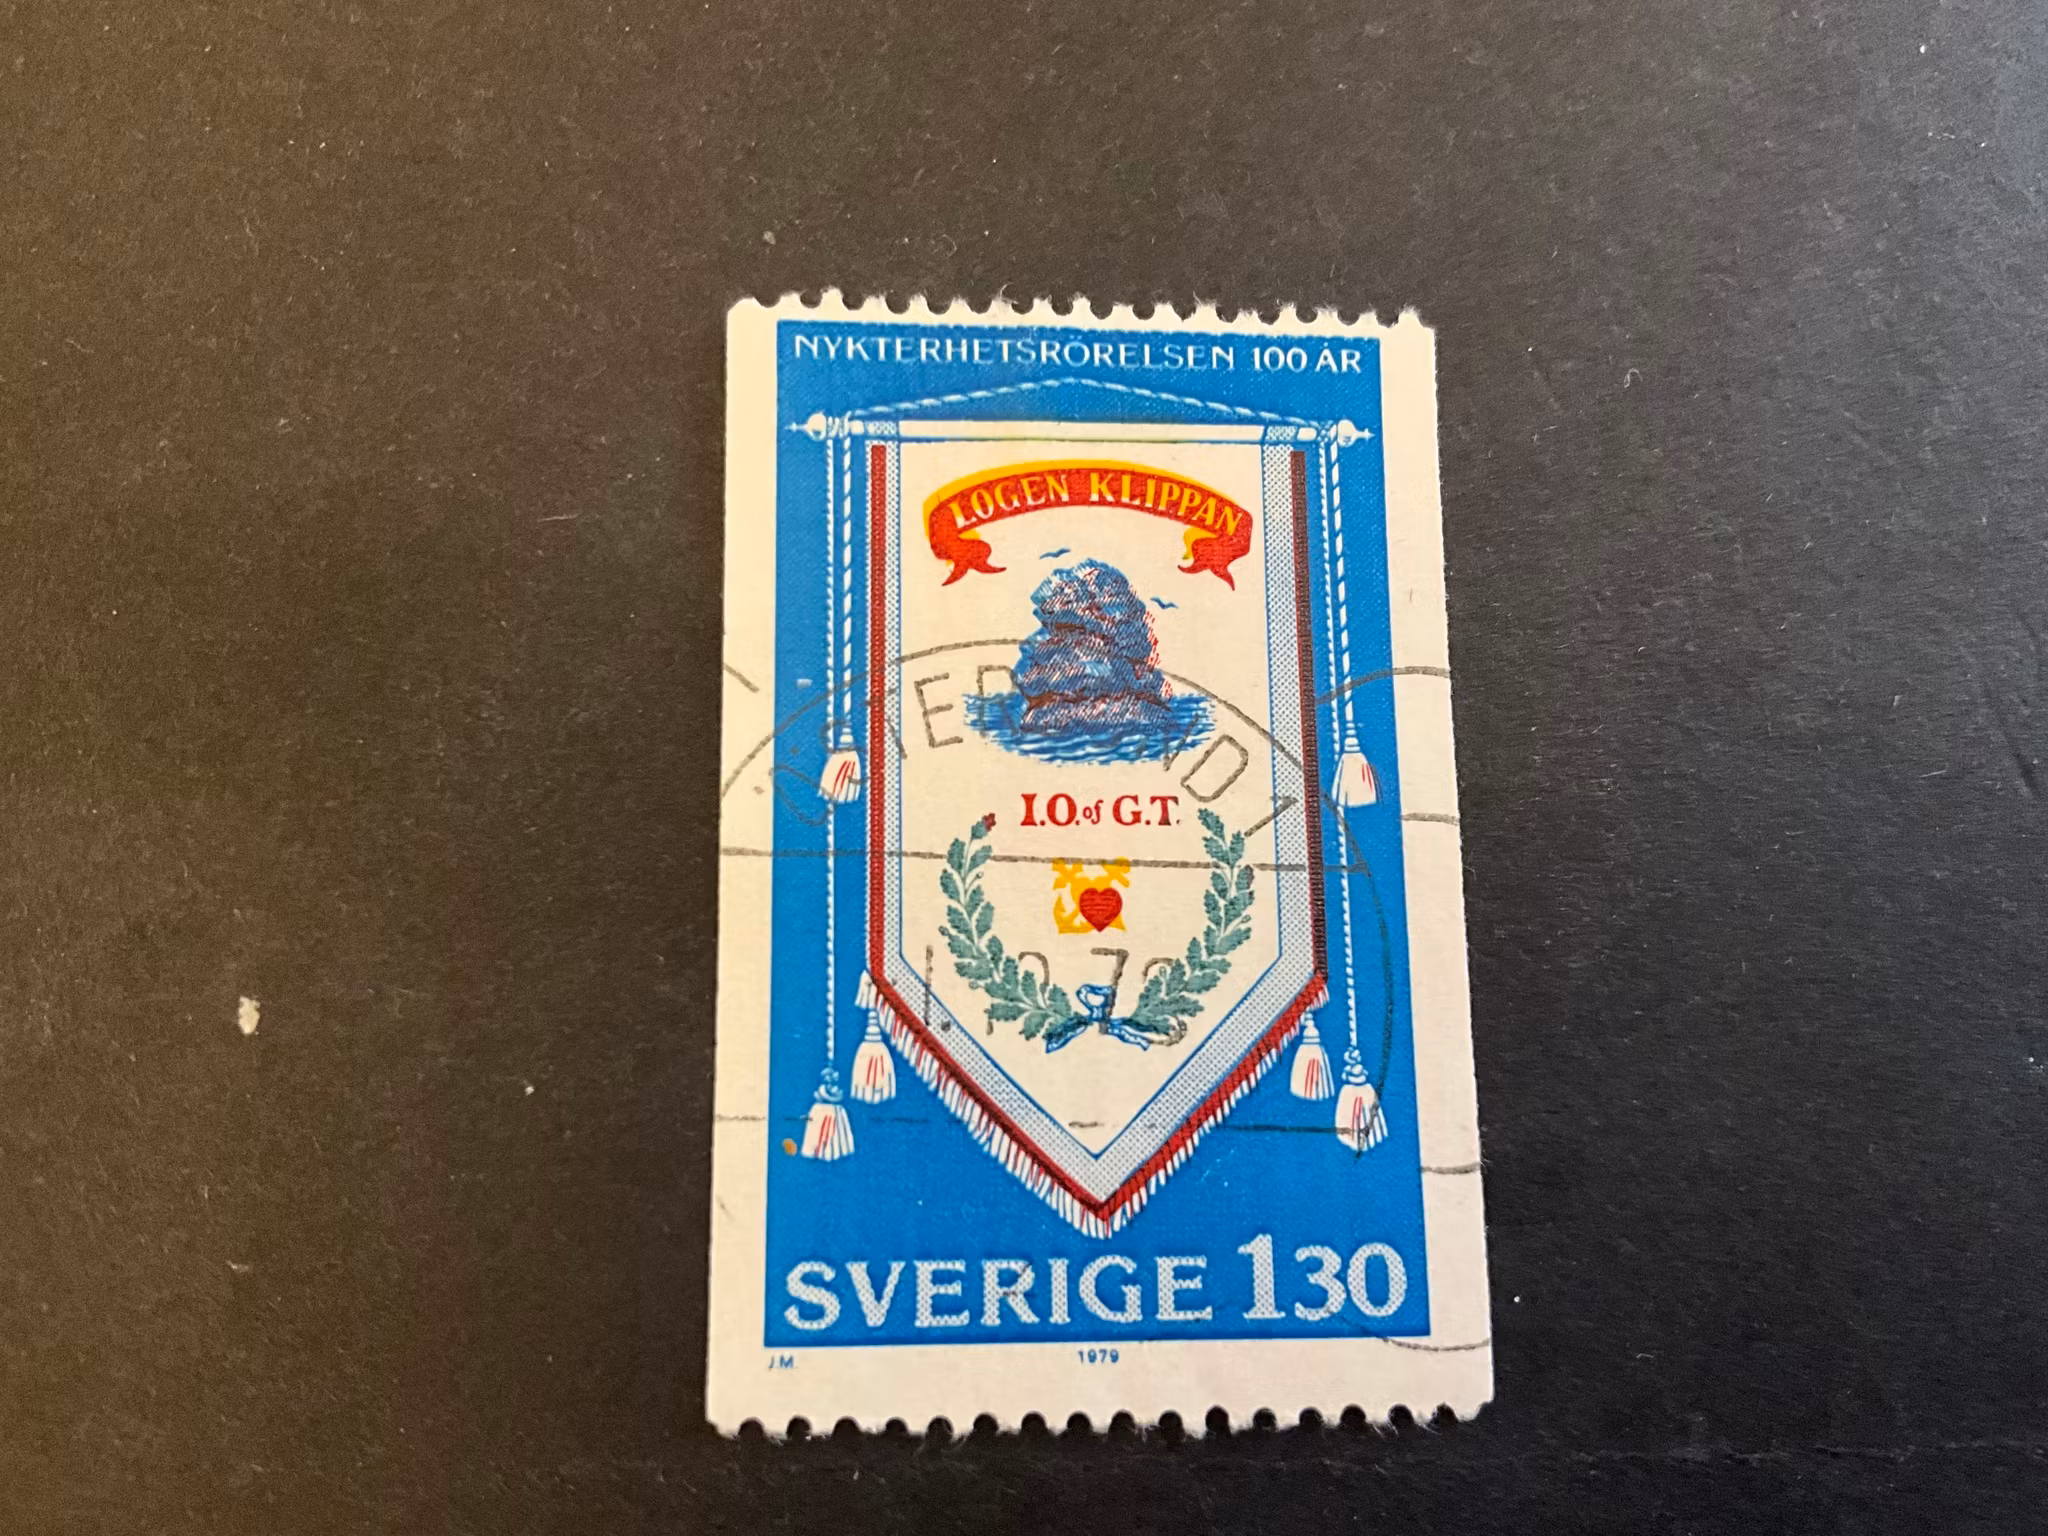 NYKTERHETSRÖRELSEN 100 ÅR
LOGEN KLIPPAN
I.O. of G.T.
SVERIGE 130
J.M. 1979